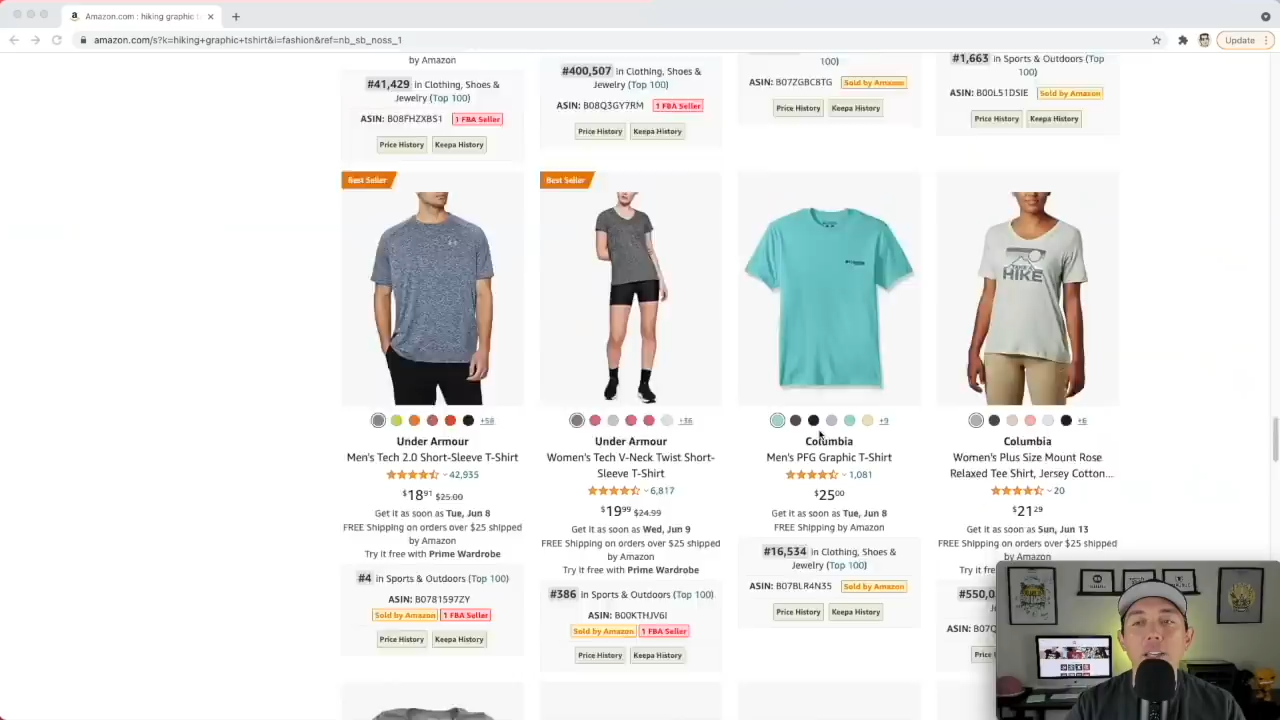 Amazon.com : hiking graphic t
Update
amazon.com/s?k=hiking+graphic+tshirt&i=fashion&ref=nb_sb_noss_1
by Amazon
#41,429 in Clothing, Shoes &
Jewelry (Top 100)
ASIN: B08FHZXBS1 1 FBA Seller
Price History Keepa History
#400,507 in Clothing, Shoes &
Jewelry (Top 100)
ASIN: B08Q3GY7RM 1 FBA Seller
Price History Keepa History
100)
ASIN: B07ZGBC8TG Sold by Amazon
Price History Keepa History
#1,663 in Sports & Outdoors (Top
100)
ASIN: B00L51DSIE Sold by Amazon
Price History Keepa History
Best Seller
+58
Under Armour
Men's Tech 2.0 Short-Sleeve T-Shirt
42,935
$18.91 $25.00
Get it as soon as Tue, Jun 8
FREE Shipping on orders over $25 shipped
by Amazon
Try it free with Prime Wardrobe
#4 in Sports & Outdoors (Top 100)
ASIN: B0781597ZY
Sold by Amazon 1 FBA Seller
Price History Keepa History
Best Seller
+36
Under Armour
Women's Tech V-Neck Twist Short-
Sleeve T-Shirt
6,817
$19.99 $24.99
Get it as soon as Wed, Jun 9
FREE Shipping on orders over $25 shipped
by Amazon
Try it free with Prime Wardrobe
#386 in Sports & Outdoors (Top 100)
ASIN: B00KTHJV6I
Sold by Amazon 1 FBA Seller
Price History Keepa History
+9
Columbia
Men's PFG Graphic T-Shirt
1,081
$25.00
Get it as soon as Tue, Jun 8
FREE Shipping by Amazon
#16,534 in Clothing, Shoes &
Jewelry (Top 100)
ASIN: B07BLR4N35 Sold by Amazon
Price History Keepa History
HIKE
+6
Columbia
Women's Plus Size Mount Rose
Relaxed Tee Shirt, Jersey Cotton...
20
$21.29
Get it as soon as Sun, Jun 13
FREE Shipping on orders over $25 shipped
by Amazon
Try it fr
#550,0
ASIN: B07Q
Pric